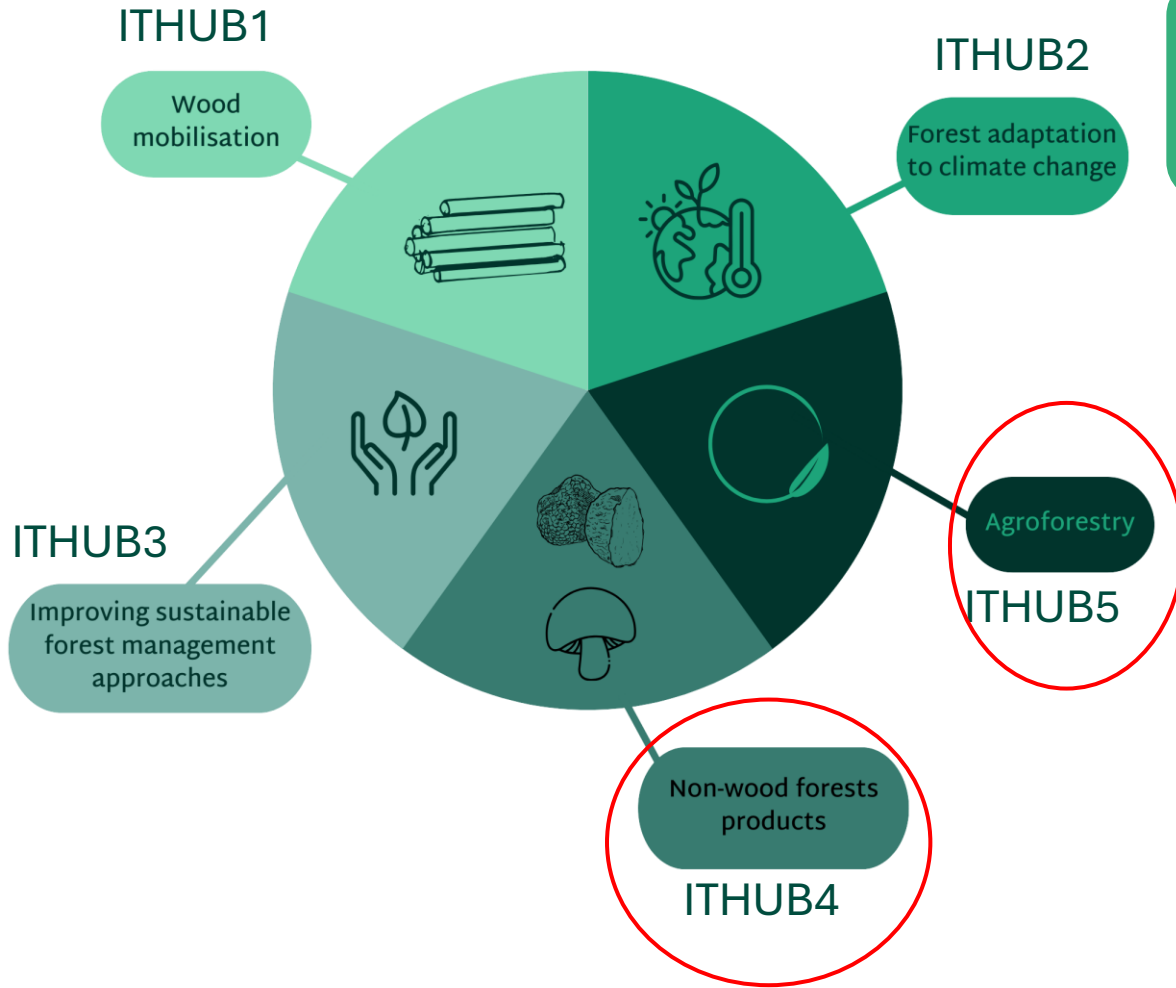 ITHUB1
Wood
mobilisation
ITHUB2
Forest adaptation
to climate change
ITHUB3
Improving sustainable
forest management
approaches
Agroforestry
ITHUB5
Non-wood forests
products
ITHUB4